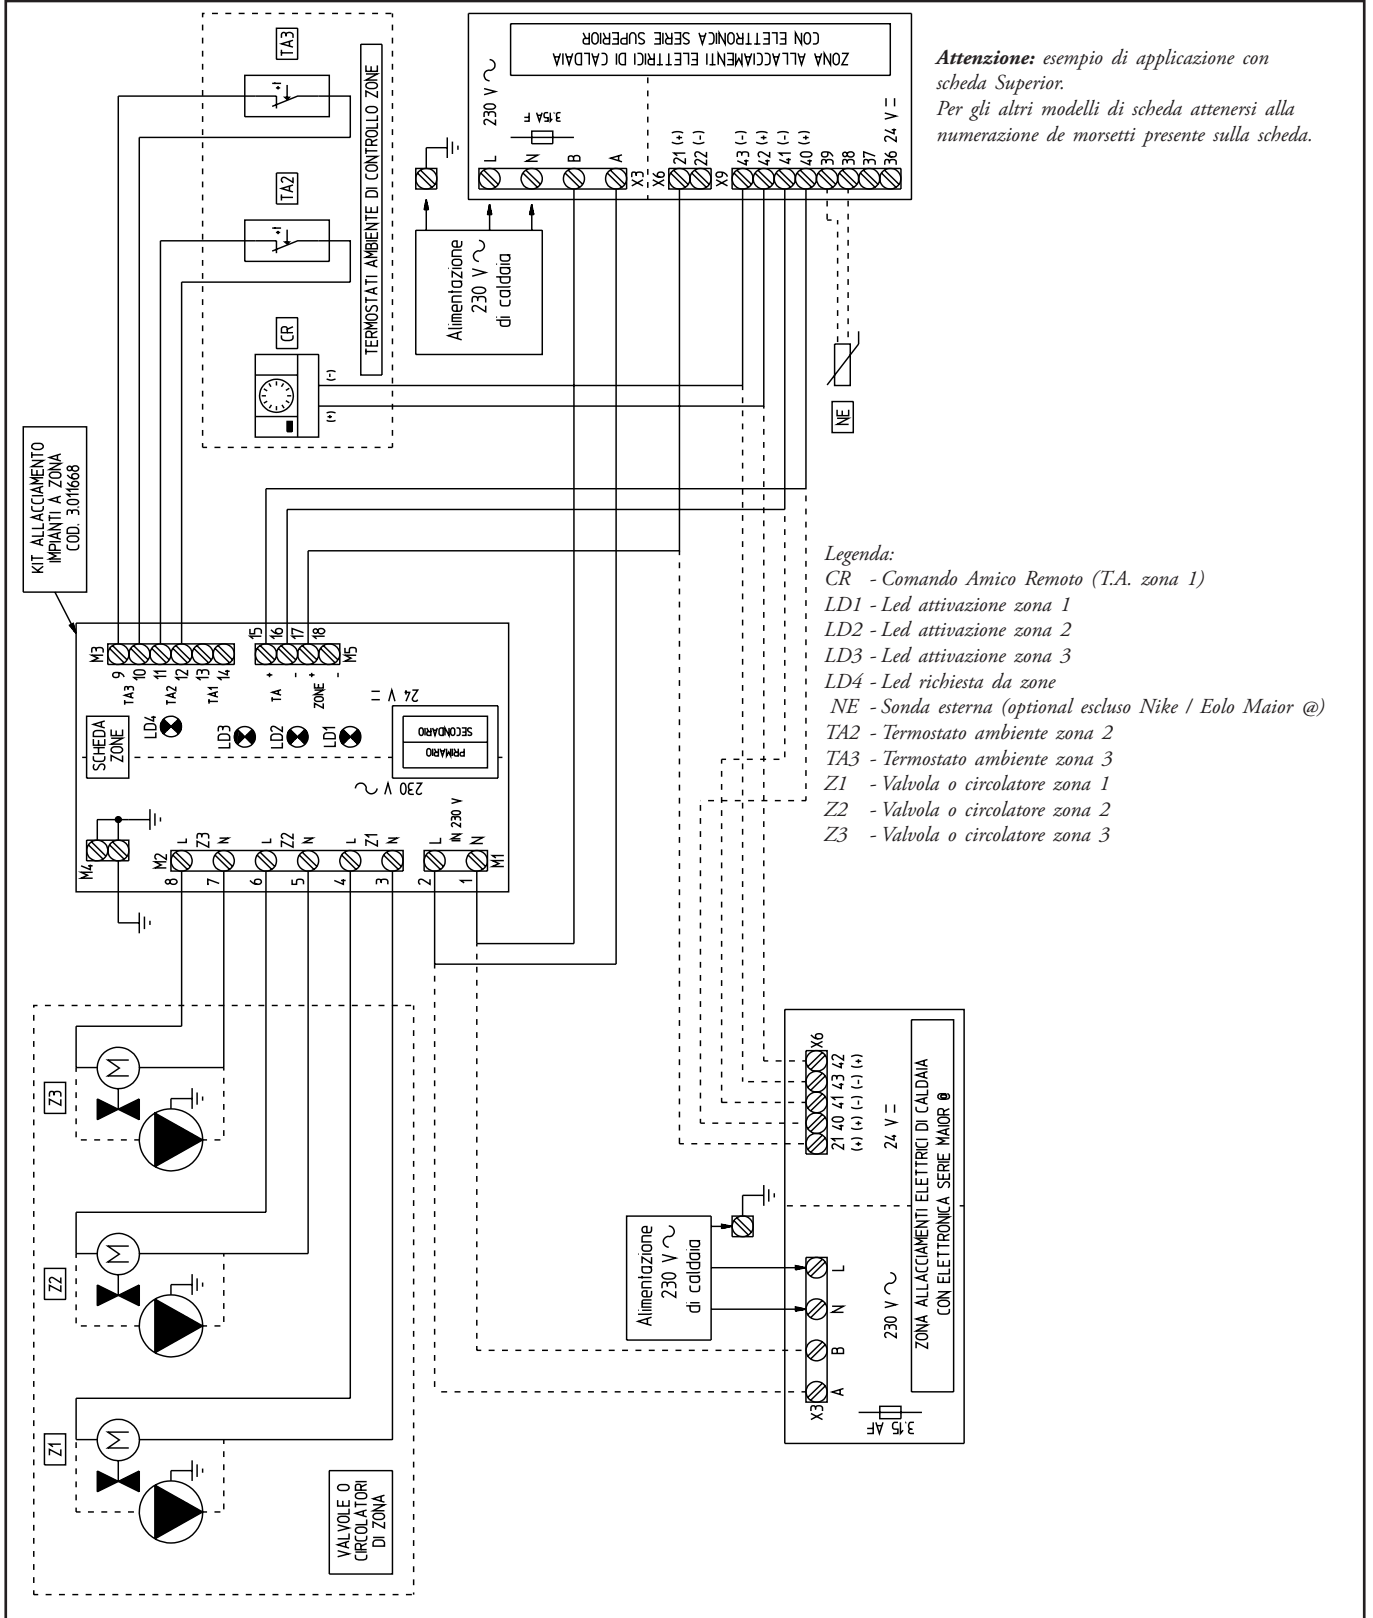 TA3
TA2
CR
TERMOSTATI AMBIENTE DI CONTROLLO ZONE
(-)
(+)
ZONA ALLACCIAMENTI ELETTRICI DI CALDAIA
CON ELETTRONICA SERIE SUPERIOR
230 V
3.15A F
L
N
B
A
X3
X6
21 (+)
22 (-)
X9
43 (-)
42 (+)
41 (-)
40 (+)
39
38
37
36
24 V
Attenzione: esempio di applicazione con
scheda Superior.
Per gli altri modelli di scheda attenersi alla
numerazione de morsetti presente sulla scheda.
Alimentazione
230 V
di caldaia
NE
KIT ALLACCIAMENTO
IMPIANTI A ZONA
COD. 3.011668
M3
9
10
11
12
13
14
TA3
TA2
TA1
15
16
17
18
M5
+
TA
-
+
ZONE
-
24 V
SCHEDA
ZONE
LD4
LD3
LD2
LD1
SECONDARIO
PRIMARIO
230 V
M4
M2
L
Z3
N
L
Z2
N
L
Z1
N
L
IN 230 V
N
M1
8
7
6
5
4
3
2
1
Legenda:
CR - Comando Amico Remoto (T.A. zona 1)
LD1 - Led attivazione zona 1
LD2 - Led attivazione zona 2
LD3 - Led attivazione zona 3
LD4 - Led richiesta da zone
NE - Sonda esterna (optional escluso Nike / Eolo Maior @)
TA2 - Termostato ambiente zona 2
TA3 - Termostato ambiente zona 3
Z1 - Valvola o circolatore zona 1
Z2 - Valvola o circolatore zona 2
Z3 - Valvola o circolatore zona 3
Z3
M
Z2
M
Z1
M
VALVOLE O
CIRCOLATORI
DI ZONA
Alimentazione
230 V
di caldaia
X6
21 40 41 43 42
(+) (+) (-) (-) (+)
24 V
ZONA ALLACCIAMENTI ELETTRICI DI CALDAIA
CON ELETTRONICA SERIE MAIOR @
230 V
L
N
B
A
X3
3.15 AF